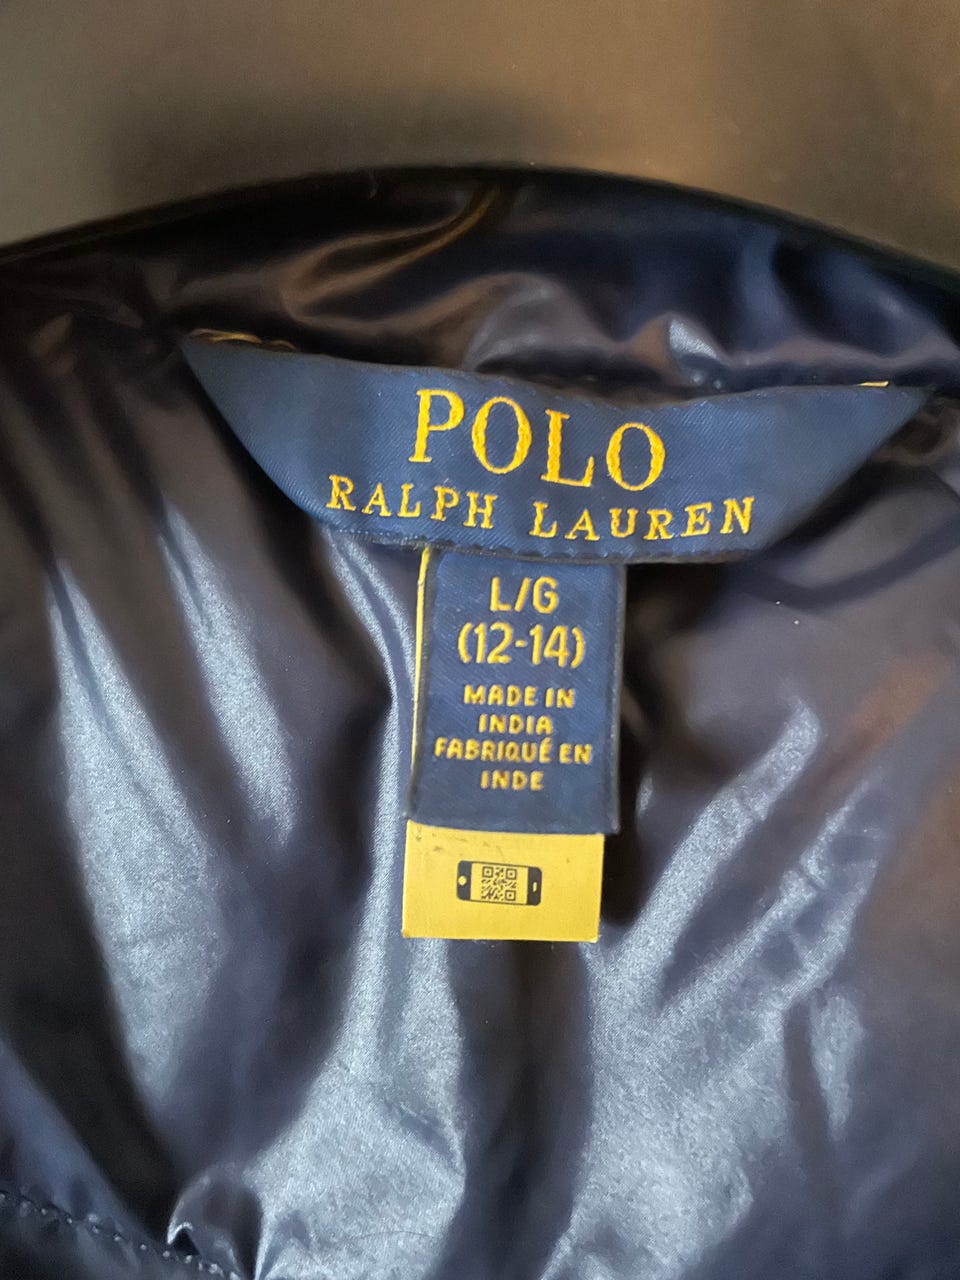 POLO
RALPH LAUREN
L/G
(12-14)
MADE IN
INDIA
FABRIQUÉ EN
INDE